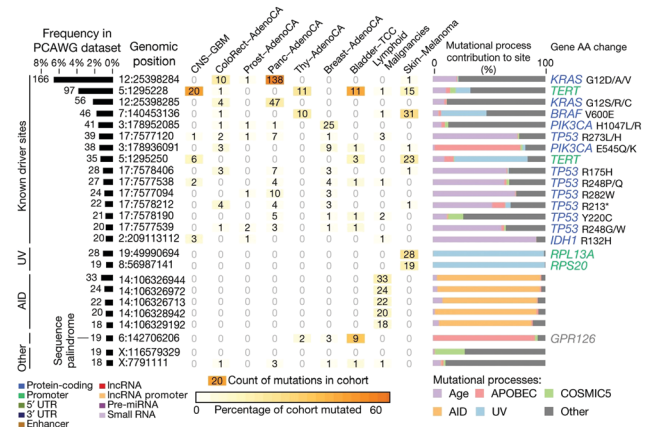 Frequency in
PCAWG dataset
8% 6% 4% 2% 0%
Genomic
position
CNS–GBM
ColoRect–AdenoCA
Prost–AdenoCA
Panc–AdenoCA
Thy–AdenoCA
Breast–AdenoCA
Bladder–TCC
Lymphoid
Malignancies
Skin–Melanoma
Mutational process
contribution to site
(%)
0 50 100
Gene AA change
Known driver sites
166 12:25398284 0 10 0 138 0 0 0 1 KRAS G12D/A/V
97 5:1295228 20 0 0 0 11 0 11 1 15 TERT
56 12:25398285 0 4 0 47 0 0 0 0 0 KRAS G12S/R/C
46 7:140453136 0 1 0 0 10 0 0 1 31 BRAF V600E
41 3:178952085 0 1 1 1 0 25 0 0 0 PIK3CA H1047L/R
39 17:7577120 1 2 1 7 0 1 0 3 0 TP53 R273L/H
38 3:178936091 0 3 0 0 0 9 1 0 1 PIK3CA E545Q/K
35 5:1295250 6 0 0 0 0 0 3 0 23 TERT
28 17:7578406 0 3 0 7 0 3 0 0 1 TP53 R175H
27 17:7577538 2 0 0 4 0 4 1 1 0 TP53 R248P/Q
24 17:7577094 0 0 1 10 0 3 0 0 0 TP53 R282W
22 17:7578212 0 4 0 4 0 3 0 0 1 TP53 R213*
21 17:7578190 0 0 0 5 0 1 1 2 0 TP53 Y220C
20 17:7577539 0 1 2 3 0 1 0 1 0 TP53 R248G/W
20 2:209113112 3 0 1 0 0 0 0 1 0 IDH1 R132H
UV
28 19:49990694 0 0 0 0 0 0 0 0 28 RPL13A
19 8:56987141 0 0 0 0 0 0 0 0 19 RPS20
AID
33 14:106326944 0 0 0 0 0 0 0 33 0
24 14:106326972 0 0 0 0 0 0 0 24 0
22 14:106326713 0 0 0 0 0 0 0 22 0
20 14:106328942 0 0 0 0 0 0 0 20 0
18 14:106329192 0 0 0 0 0 0 0 18 0
Other
Sequence
palindrome
19 6:142706206 0 0 0 0 2 3 9 0 0 GPR126
19 X:116579329 0 0 0 0 0 0 0 0 0
18 X:7791111 0 1 0 3 0 1 1 1 0
Protein-coding
Promoter
5′ UTR
3′ UTR
Enhancer
lncRNA
lncRNA promoter
Pre-miRNA
Small RNA
20 Count of mutations in cohort
0 60
Percentage of cohort mutated
Mutational processes:
Age APOBEC COSMIC5
AID UV Other